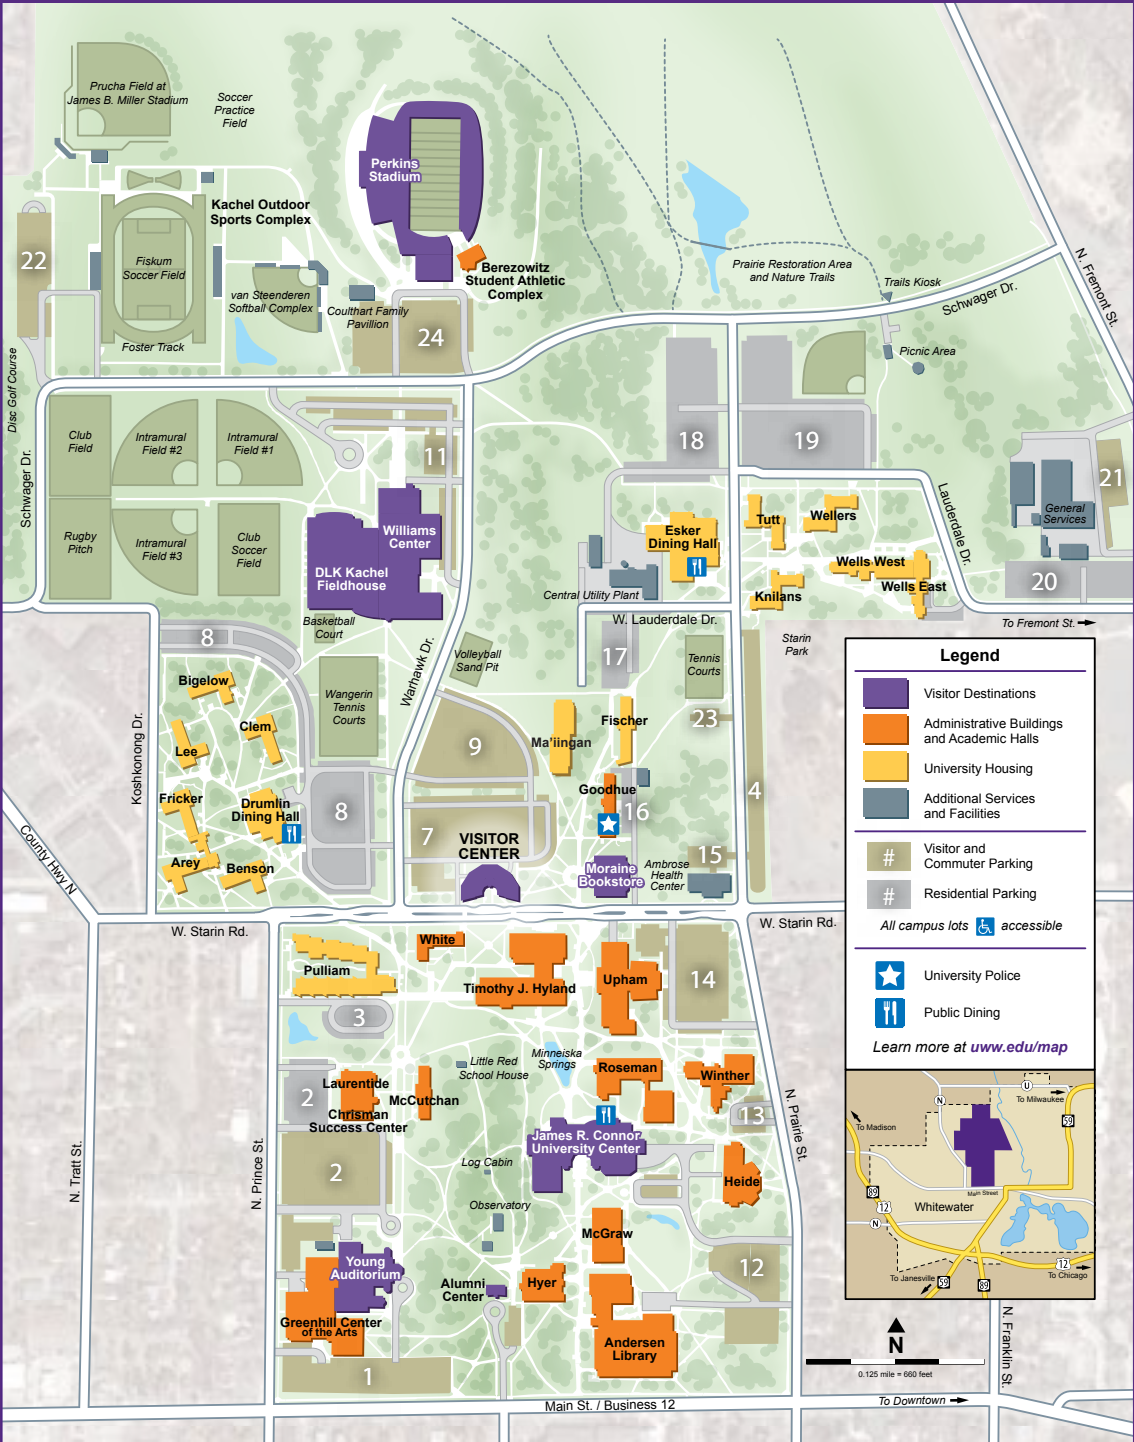 Prucha Field at
James B. Miller Stadium
Soccer
Practice
Field
Perkins
Stadium
Kachel Outdoor
Sports Complex
22
Fiskum
Soccer Field
van Steenderen
Softball Complex
Coulthart Family
Pavillion
Foster Track
Berezowitz
Student Athletic
Complex
24
Prairie Restoration Area
and Nature Trails
Trails Kiosk
Schwager Dr.
N. Fremont St.
Picnic Area
Disc Golf Course
Schwager Dr.
Club
Field
Intramural
Field #2
Intramural
Field #1
11
18
19
21
General
Services
20
Lauderdale Dr.
To Fremont St.
Rugby
Pitch
Intramural
Field #3
Club
Soccer
Field
Williams
Center
DLK Kachel
Fieldhouse
Basketball
Court
Esker
Dining Hall
Central Utility Plant
Tutt
Wellers
Wells West
Wells East
Knilans
W. Lauderdale Dr.
8
Bigelow
Clem
Lee
Fricker
Drumlin
Dining Hall
Arey
Benson
8
Koshkonong Dr.
County Hwy N
Wangerin
Tennis
Courts
Warhawk Dr.
Volleyball
Sand Pit
9
7
VISITOR
CENTER
Ma'iingan
Fischer
17
Tennis
Courts
23
4
Starin
Park
Goodhue
16
Moraine
Bookstore
Ambrose
Health
Center
15
W. Starin Rd.
W. Starin Rd.
Legend
Visitor Destinations
Administrative Buildings
and Academic Halls
University Housing
Additional Services
and Facilities
#
Visitor and
Commuter Parking
#
Residential Parking
All campus lots accessible
University Police
Public Dining
Learn more at uww.edu/map
Pulliam
White
Timothy J. Hyland
Upham
14
3
2
Laurentide
Chrisman
Success Center
McCutchan
Little Red
School House
Minneiska
Springs
Roseman
Winther
13
N. Prairie St.
James R. Connor
University Center
Heide
N. Tratt St.
N. Prince St.
2
Log Cabin
Observatory
McGraw
Young
Auditorium
Alumni
Center
Hyer
12
Greenhill Center
of the Arts
Andersen
Library
1
Main St. / Business 12
To Downtown
N. Franklin St.
N
0.125 mile = 660 feet
U
N
To Milwaukee
59
To Madison
Main Street
89
12
Whitewater
N
12
To Chicago
To Janesville
59
89